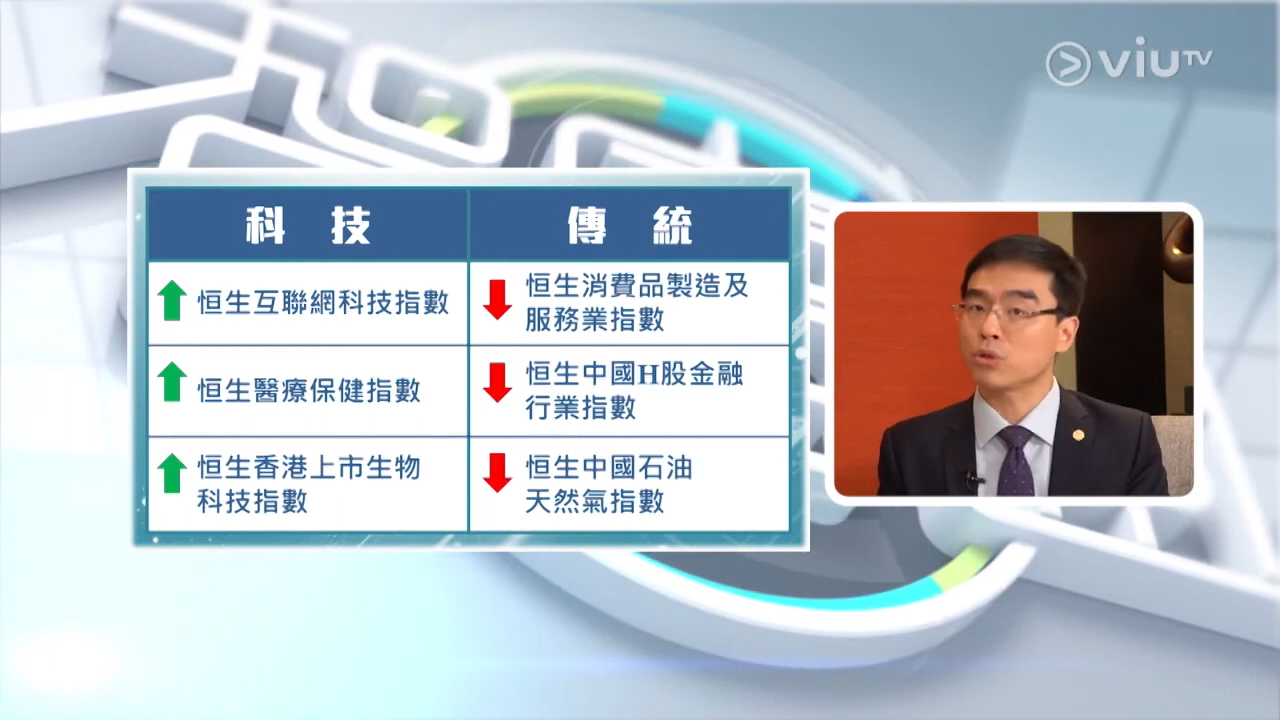 viuTV
科技
傳統
恒生互聯網科技指數
恒生消費品製造及
服務業指數
恒生醫療保健指數
恒生中國H股金融
行業指數
恒生香港上市生物
科技指數
恒生中國石油
天然氣指數